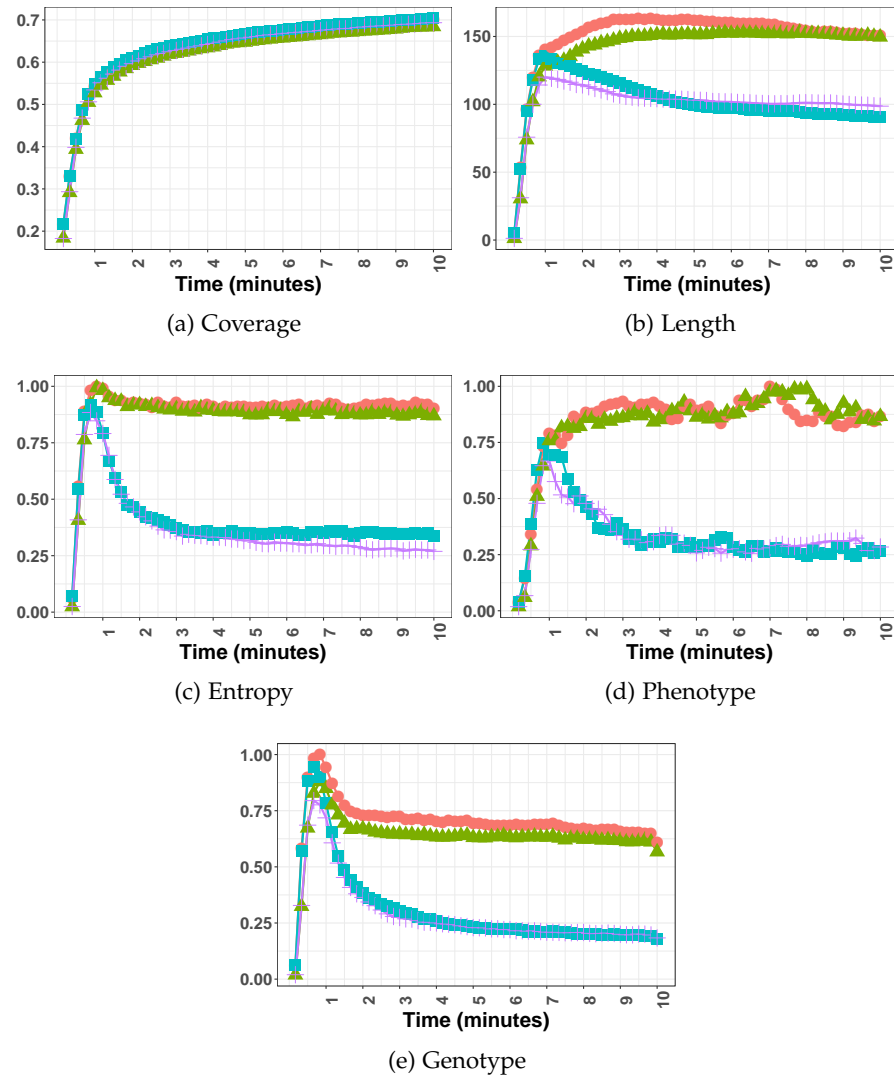 0.7
0.6
0.5
0.4
0.3
0.2
1 2 3 4 5 6 7 8 9 10
Time (minutes)
(a) Coverage
150
100
50
0
1 2 3 4 5 6 7 8 9 10
Time (minutes)
(b) Length
1.00
0.75
0.50
0.25
0.00
1 2 3 4 5 6 7 8 9 10
Time (minutes)
(c) Entropy
1.00
0.75
0.50
0.25
0.00
1 2 3 4 5 6 7 8 9 10
Time (minutes)
(d) Phenotype
1.00
0.75
0.50
0.25
0.00
1 2 3 4 5 6 7 8 9 10
Time (minutes)
(e) Genotype